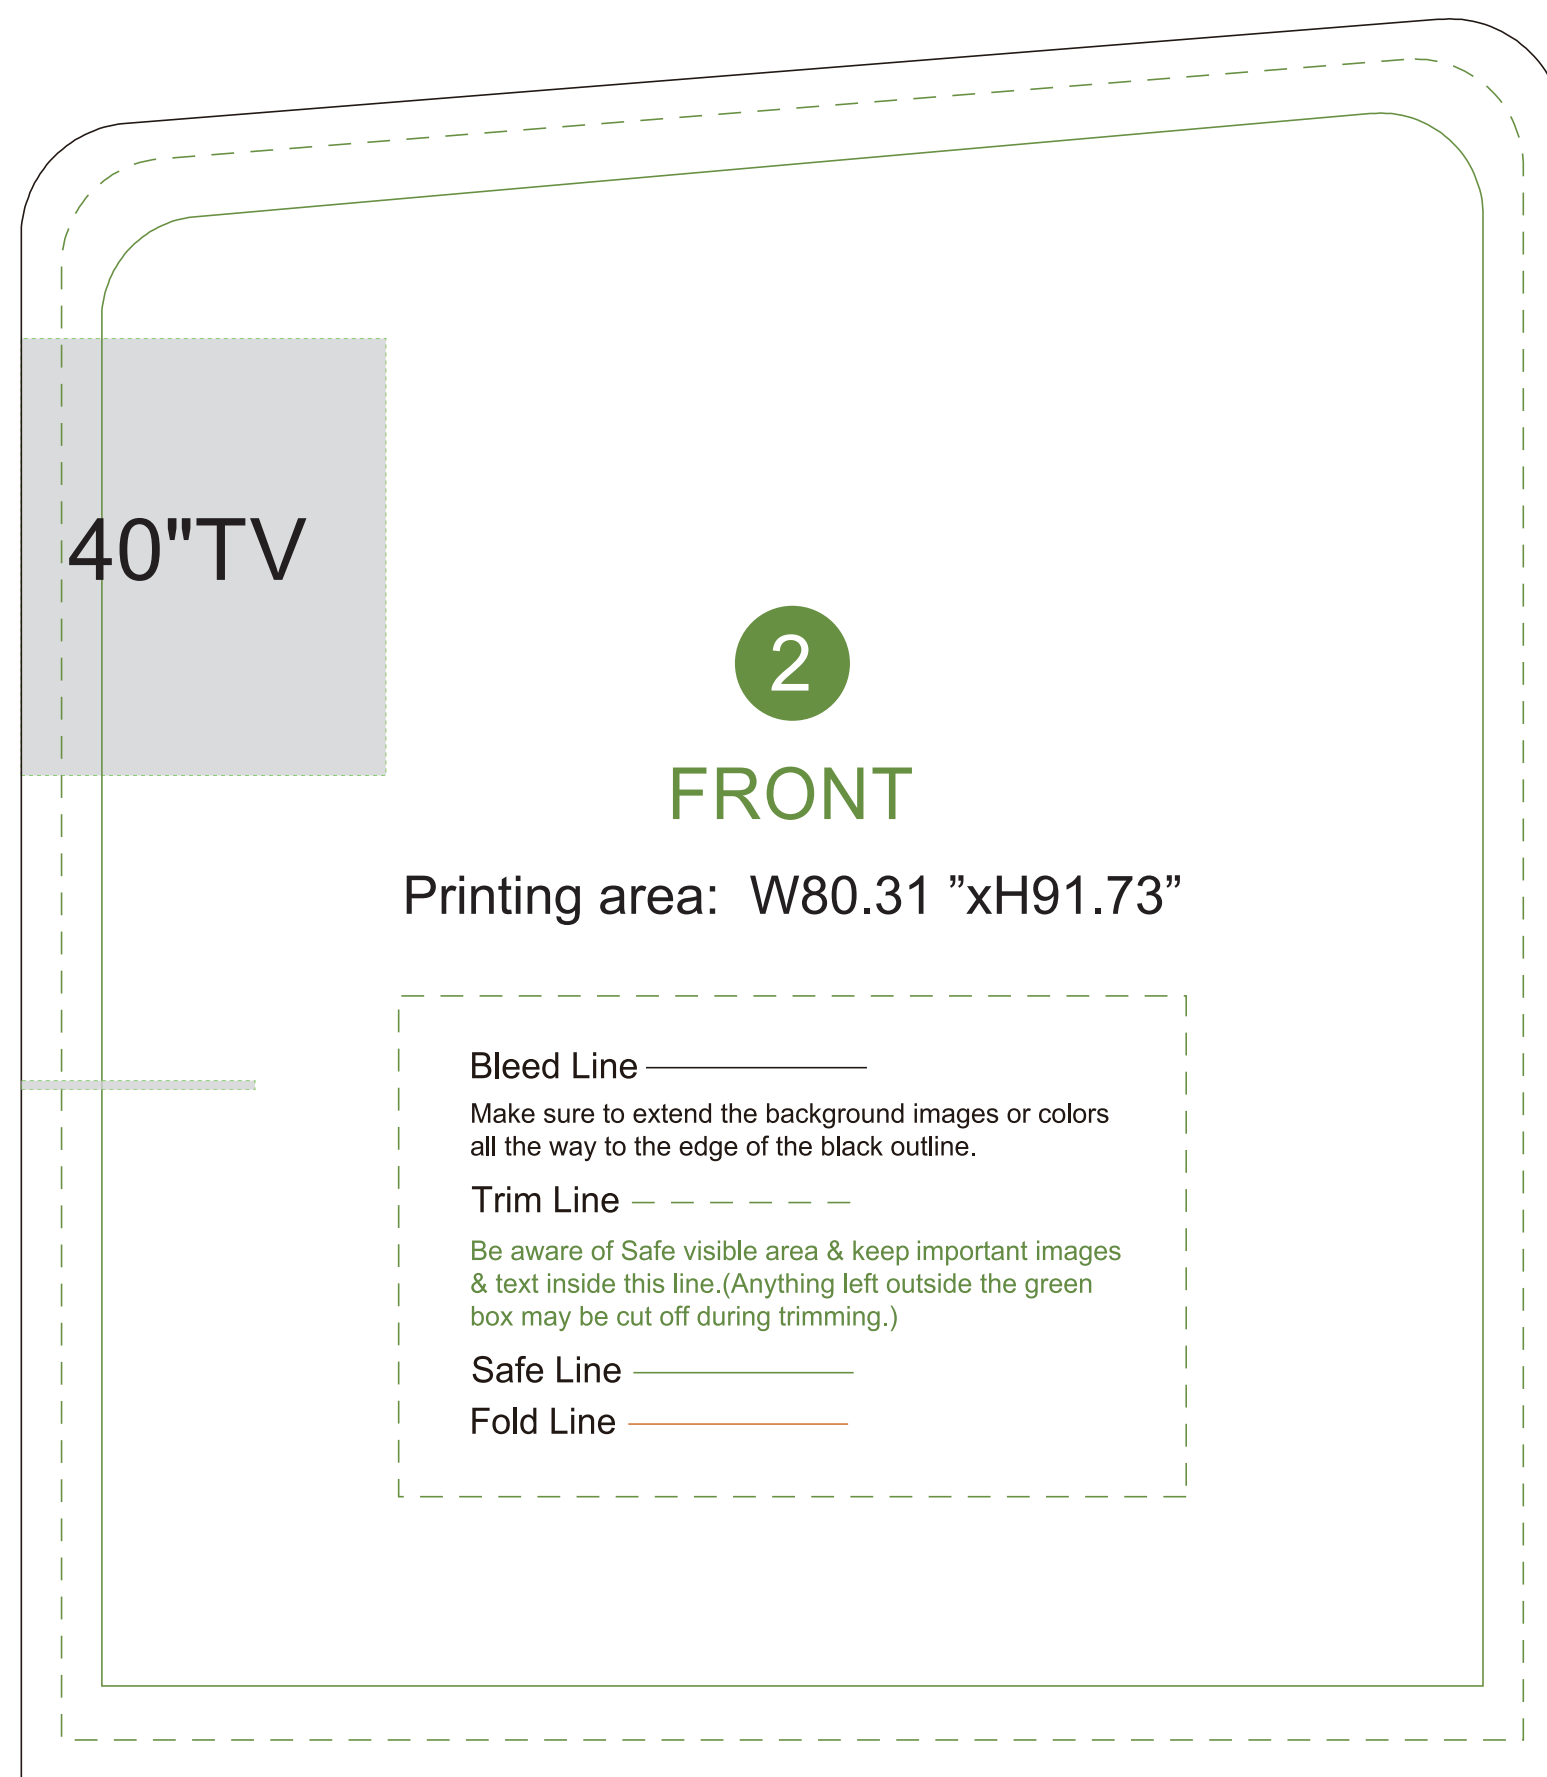 40"TV
2
FRONT
Printing area:  W80.31 ”xH91.73”
Bleed Line
Make sure to extend the background images or colors
all the way to the edge of the black outline.
Trim Line
Be aware of Safe visible area & keep important images
& text inside this line.(Anything left outside the green
box may be cut off during trimming.)
Safe Line
Fold Line